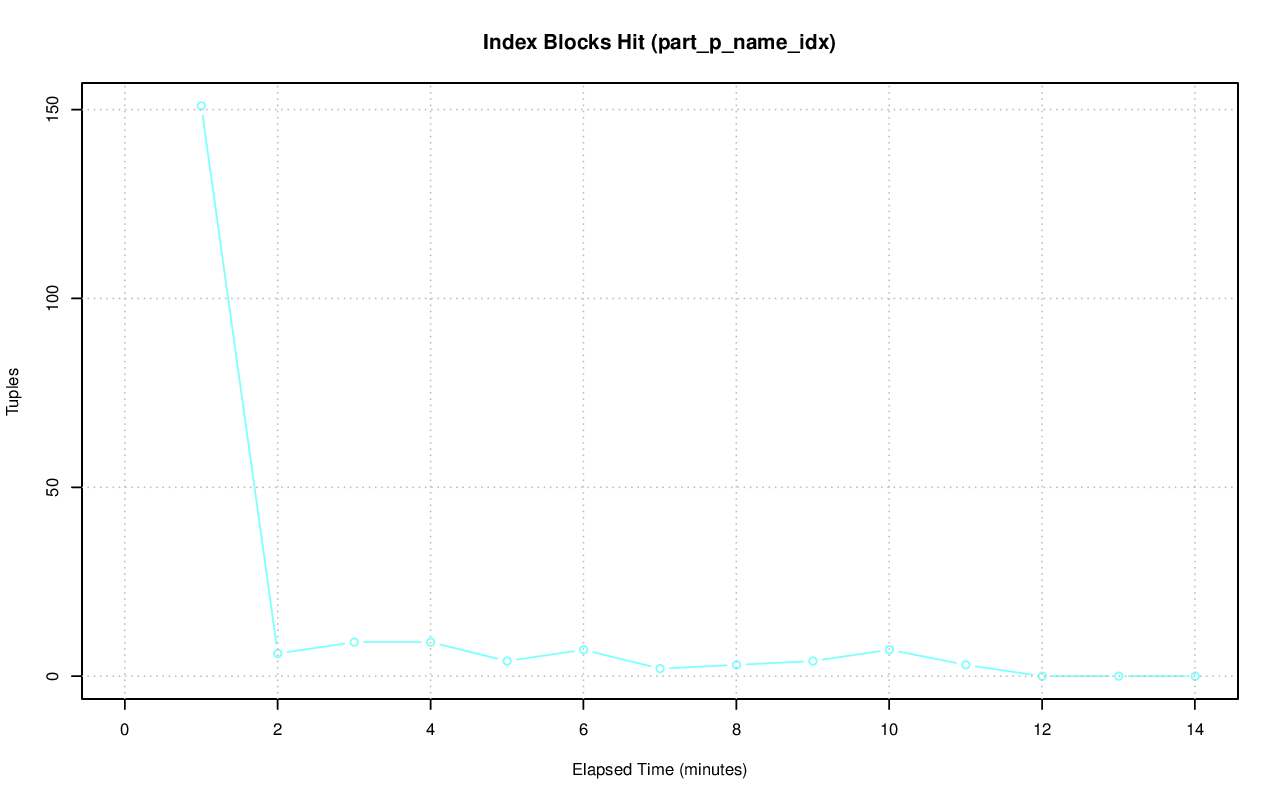 Index Blocks Hit (part_p_name_idx)
150
100
50
0
Tuples
0 2 4 6 8 10 12 14
Elapsed Time (minutes)